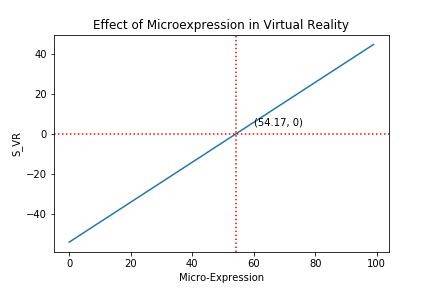 Effect of Microexpression in Virtual Reality
40
20
0
−20
−40
S_VR
(54.17, 0)
0 20 40 60 80 100
Micro-Expression